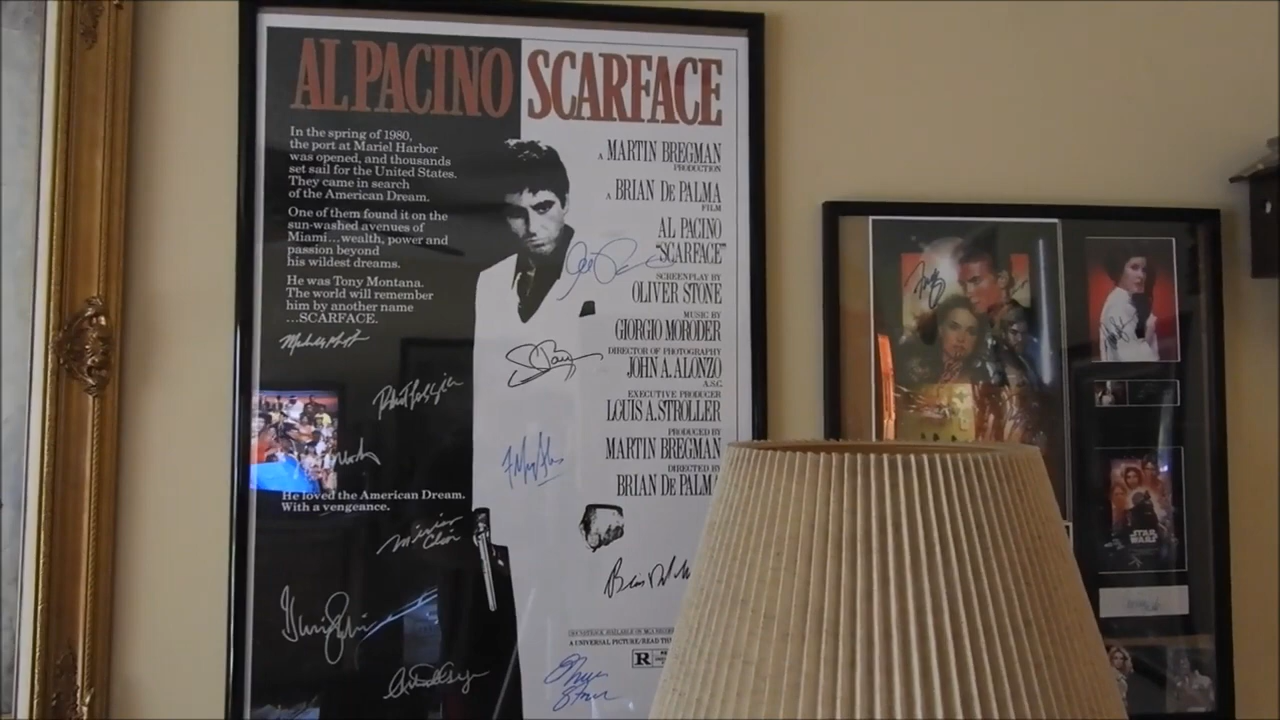 AL PACINO SCARFACE
In the spring of 1980,
the port at Mariel Harbor
was opened, and thousands
set sail for the United States.
They came in search
of the American Dream.
One of them found it on the
sun-washed avenues of
Miami...wealth, power and
passion beyond
his wildest dreams.
He was Tony Montana.
The world will remember
him by another name
...SCARFACE.
He loved the American Dream.
With a vengeance.
A MARTIN BREGMAN
PRODUCTION
A BRIAN DE PALMA
FILM
AL PACINO
"SCARFACE"
SCREENPLAY BY
OLIVER STONE
MUSIC BY
GIORGIO MORODER
DIRECTOR OF PHOTOGRAPHY
JOHN A. ALONZO
A.S.C.
EXECUTIVE PRODUCER
LOUIS A. STROLLER
PRODUCED BY
MARTIN BREGMAN
DIRECTED BY
BRIAN DE PALMA
A UNIVERSAL PICTURE/READ
R
STAR
WARS